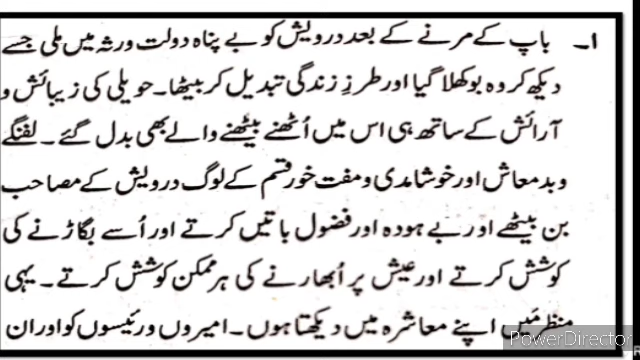 ۱۔ باپ کے مرنے کے بعد درویش کو بے پناہ دولت ورثہ میں ملی جسے
دیکھ کر وہ بوکھلا گیا اور طرزِ زندگی تبدیل کر بیٹھا۔ حویلی کی زیبائش و
آرائش کے ساتھ ہی اس میں اُٹھنے بیٹھنے والے بھی بدل گئے۔ لفنگے
و بدمعاش اور خوشامدی و مفت خور قسم کے لوگ درویش کے مصاحب
بن بیٹھے اور بے ہودہ اور فضول باتیں کرتے اور اُسے بگاڑنے کی
کوشش کرتے اور عیش پر اُبھارنے کی ہر ممکن کوشش کرتے۔ یہی
منظر میں اپنے معاشرہ میں دیکھتا ہوں۔ امیروں و رئیسوں کو اور ان
PowerDirector